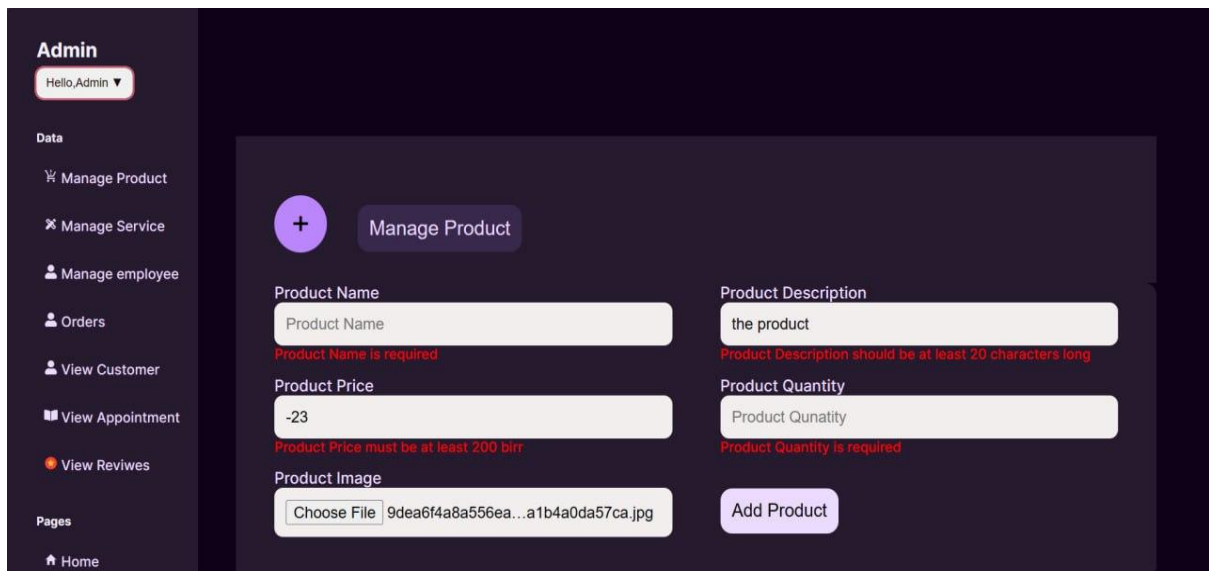 Admin
Hello,Admin ▼
Data
Manage Product
Manage Service
Manage employee
Orders
View Customer
View Appointment
View Reviwes
Pages
Home
+
Manage Product
Product Name
Product Name
Product Name is required
Product Description
the product
Product Description should be at least 20 characters long
Product Price
-23
Product Price must be at least 200 birr
Product Quantity
Product Qunatity
Product Quantity is required
Product Image
Choose File 9dea6f4a8a556ea...a1b4a0da57ca.jpg
Add Product